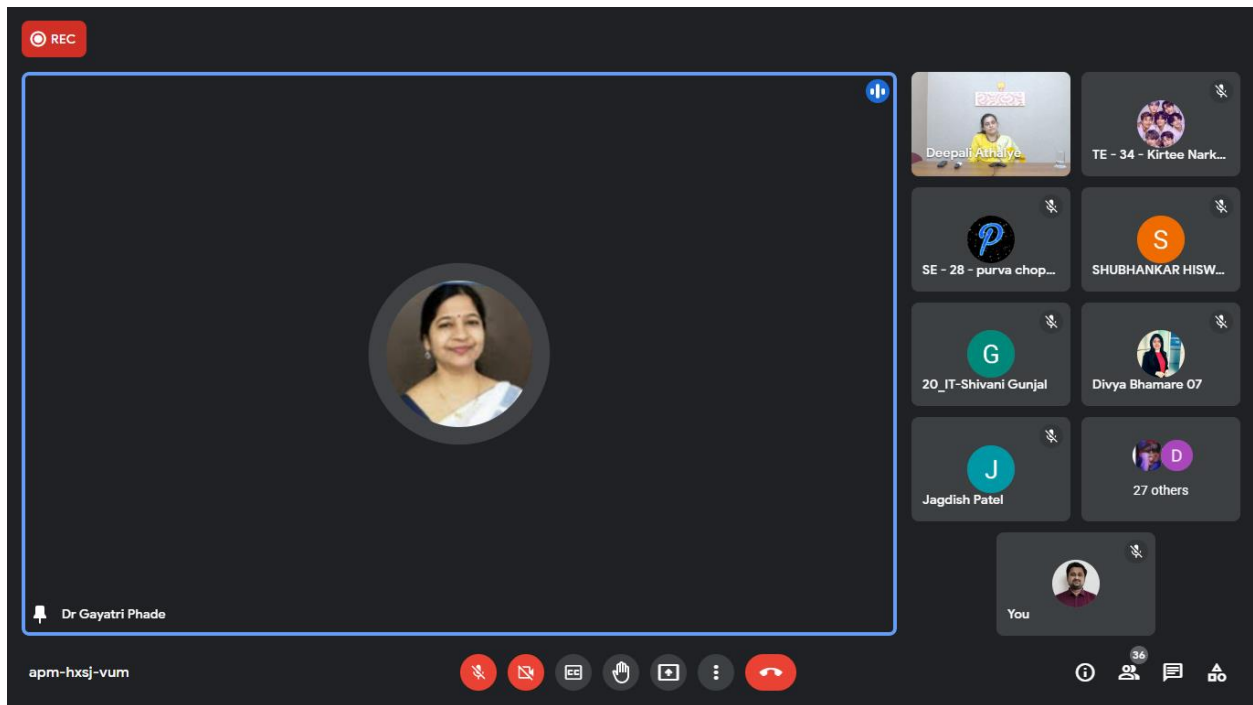 REC
Deepali Athalye
TE - 34 - Kirtee Nark...
P
SE - 28 - purva chop...
S
SHUBHANKAR HISW...
G
20_IT-Shivani Gunjal
Divya Bhamare 07
J
Jagdish Patel
D
27 others
Dr Gayatri Phade
You
apm-hxsj-vum
CC
36